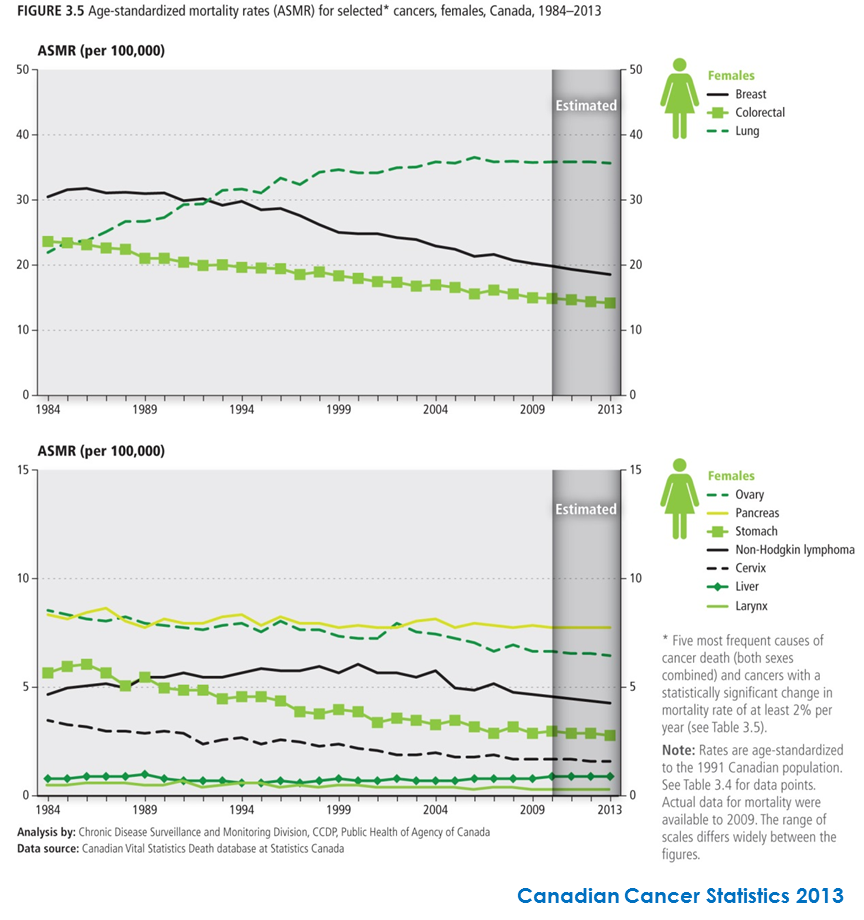 FIGURE 3.5 Age-standardized mortality rates (ASMR) for selected* cancers, females, Canada, 1984–2013
ASMR (per 100,000)
50
50
Estimated
40
40
30
30
20
20
10
10
0
0
1984
1989
1994
1999
2004
2009
2013
Females
Breast
Colorectal
Lung
ASMR (per 100,000)
15
15
Estimated
10
10
5
5
0
0
1984
1989
1994
1999
2004
2009
2013
Females
Ovary
Pancreas
Stomach
Non-Hodgkin lymphoma
Cervix
Liver
Larynx
* Five most frequent causes of
cancer death (both sexes
combined) and cancers with a
statistically significant change in
mortality rate of at least 2% per
year (see Table 3.5).
Note: Rates are age-standardized
to the 1991 Canadian population.
See Table 3.4 for data points.
Actual data for mortality were
available to 2009. The range of
scales differs widely between the
figures.
Analysis by: Chronic Disease Surveillance and Monitoring Division, CCDP, Public Health of Agency of Canada
Data source: Canadian Vital Statistics Death database at Statistics Canada
Canadian Cancer Statistics 2013